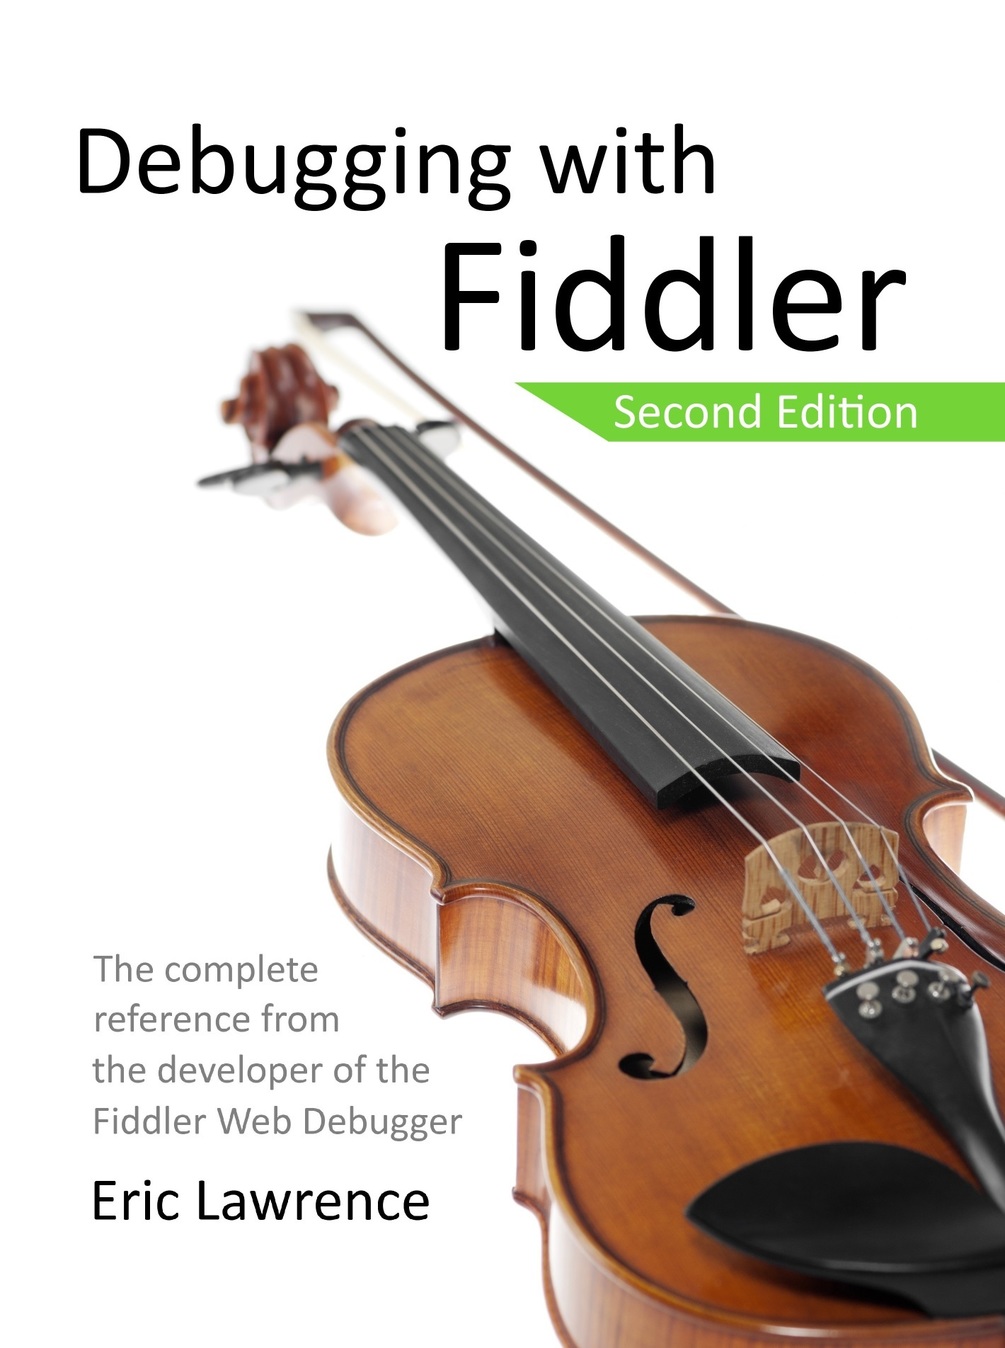 Debugging with
Fiddler
Second Edition
The complete
reference from
the developer of the
Fiddler Web Debugger
Eric Lawrence